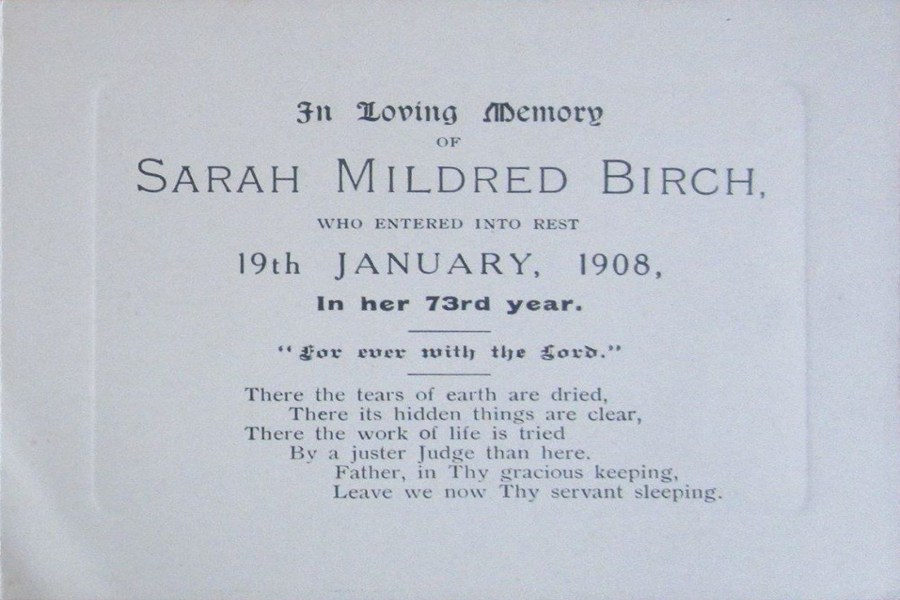 In Loving Memory
OF
SARAH MILDRED BIRCH,
WHO ENTERED INTO REST
19th JANUARY, 1908,
In her 73rd year.
"For ever with the Lord."
There the tears of earth are dried,
There its hidden things are clear,
There the work of life is tried
By a juster Judge than here.
Father, in Thy gracious keeping,
Leave we now Thy servant sleeping.